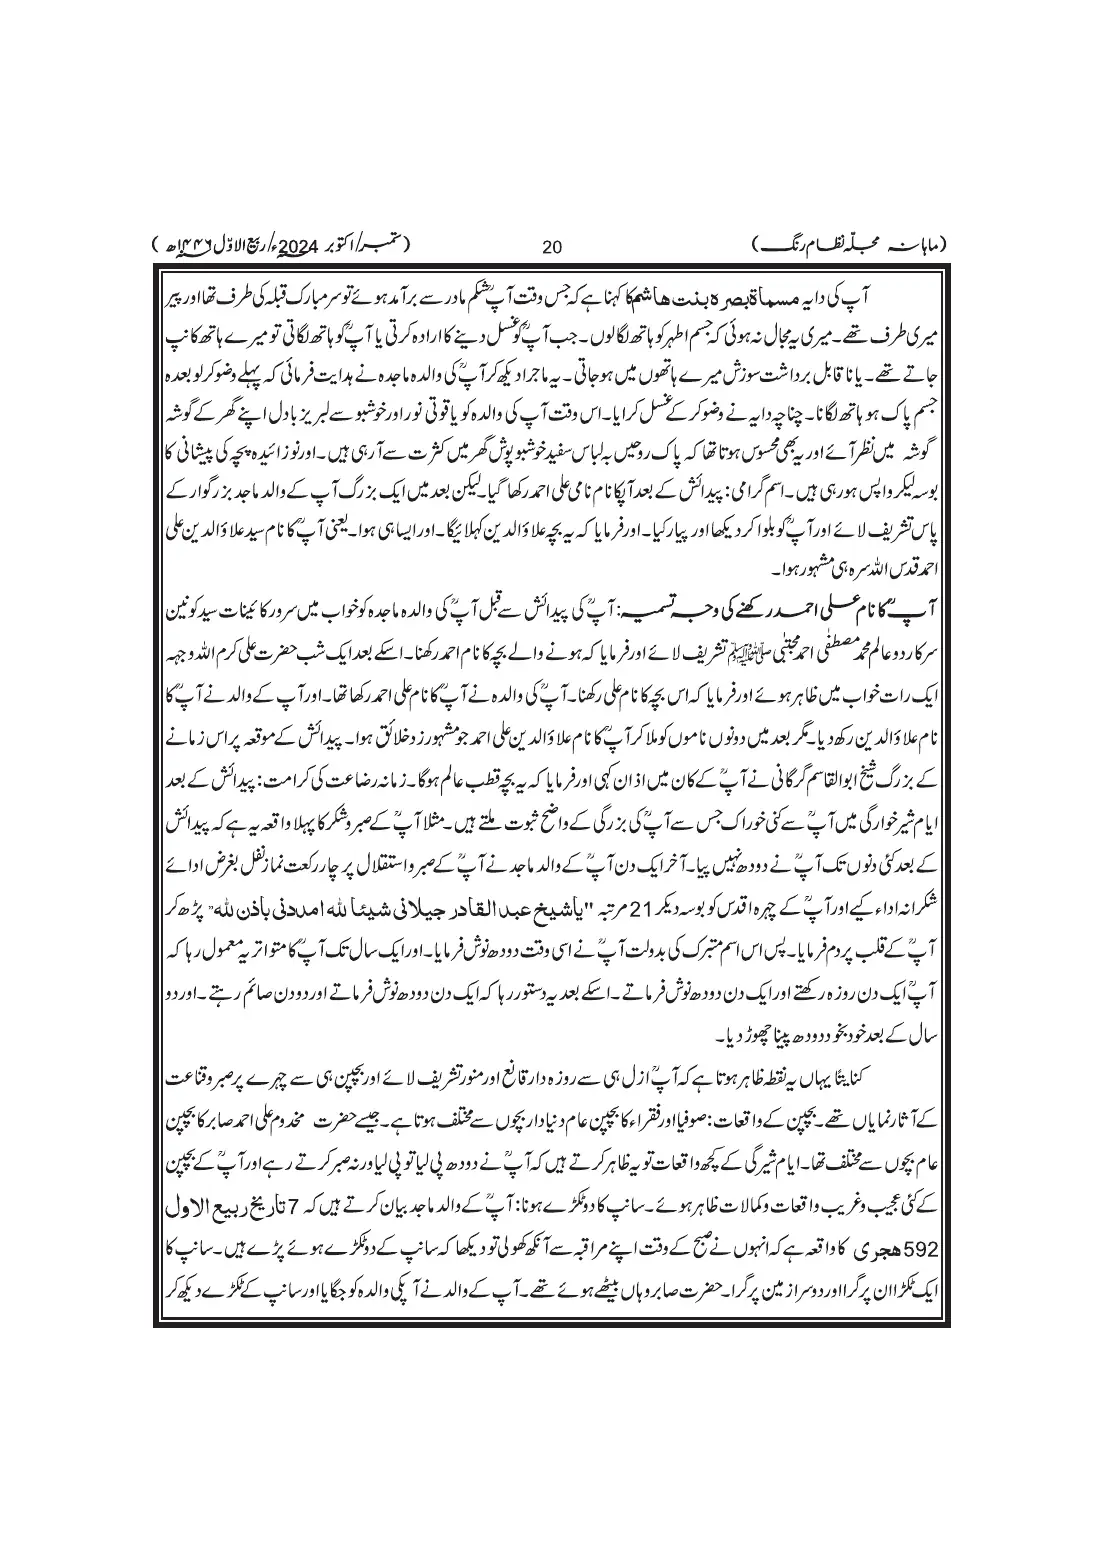 (ماہانہ مجلّہ نظام رنگ) 20 (ستمبر/اکتوبر 2024ء/ربیع الاوّل ۱۴۴۶ھ)
آپ کی دایہ مسماۃ بصرہ بنت ہاشم کا کہنا ہے کہ جس وقت آپؒ شکم مادر سے برآمد ہوئے تو سر مبارک قبلہ کی طرف تھا اور پیر
میری طرف تھے۔ میری یہ مجال نہ ہوئی کہ جسم اطہر کو ہاتھ لگالوں۔ جب آپؒ کو غسل دینے کا ارادہ کرتی یا آپؒ کو ہاتھ لگاتی تو میرے ہاتھ کانپ
جاتے تھے۔ یا ناقابل برداشت سوزش میرے ہاتھوں میں ہوجاتی۔ یہ ماجرا دیکھ کر آپؒ کی والدہ ماجدہ نے ہدایت فرمائی کہ پہلے وضو کرلو بعدہ
جسم پاک ہو ہاتھ لگانا۔ چناچہ دایہ نے وضو کر کے غسل کرایا۔ اس وقت آپ کی والدہ کو یا قوتی نور اور خوشبو سے لبریز بادل اپنے گھر کے گوشہ
گوشہ میں نظر آئے اور یہ بھی محسوس ہوتا تھا کہ پاک روحیں بہ لباس سفید خوشبو پوش گھر میں کثرت سے آرہی ہیں۔ اور نوزائیدہ بچہ کی پیشانی کا
بوسہ لیکر واپس ہورہی ہیں۔ اسم گرامی: پیدائش کے بعد آپکا نام نامی علی احمد رکھا گیا۔ لیکن بعد میں ایک بزرگ آپ کے والد ماجد بزرگوار کے
پاس تشریف لائے اور آپؒ کو بلوا کر دیکھا اور پیار کیا۔ اور فرمایا کہ یہ بچہ علاؤالدین کہلائیگا۔ اور ایسا ہی ہوا۔ یعنی آپؒ کا نام سید علاؤالدین علی
احمد قدس اللہ سرہ ہی مشہور ہوا۔
آپؒ کا نام علی احمد رکھنے کی وجہ تسمیہ: آپؒ کی پیدائش سے قبل آپؒ کی والدہ ماجدہ کو خواب میں سرور کائینات سید کونین
سرکار دو عالم محمد مصطفٰی احمد مجتبٰی ﷺ تشریف لائے اور فرمایا کہ ہونے والے بچہ کا نام احمد رکھنا۔ اسکے بعد ایک شب حضرت علی کرم اللہ وجہہ
ایک رات خواب میں ظاہر ہوئے اور فرمایا کہ اس بچہ کا نام علی رکھنا۔ آپؒ کی والدہ نے آپؒ کا نام علی احمد رکھا تھا۔ اور آپ کے والد نے آپؒ کا
نام علاؤالدین رکھ دیا۔ مگر بعد میں دونوں ناموں کو ملا کر آپؒ کا نام علاؤالدین علی احمد جو مشہور زد خلائق ہوا۔ پیدائش کے موقعہ پر اس زمانے
کے بزرگ شیخ ابوالقاسم گرگانی نے آپؒ کے کان میں اذان کہی اور فرمایا کہ یہ بچہ قطب عالم ہوگا۔ زمانہ رضاعت کی کرامت: پیدائش کے بعد
ایام شیر خوارگی میں آپؒ سے کئی خوراک جس سے آپؒ کی بزرگی کے واضح ثبوت ملتے ہیں۔ مثلا آپؒ کے صبر و شکر کا پہلا واقعہ یہ ہے کہ پیدائش
کے بعد کئی دنوں تک آپؒ نے دودھ نہیں پیا۔ آخر ایک دن آپؒ کے والد ماجد نے آپؒ کے صبر و استقلال پر چار رکعت نماز نفل بغرض ادائے
شکرانہ اداء کیے اور آپؒ کے چہرہ اقدس کو بوسہ دیکر 21 مرتبہ "یا شیخ عبد القادر جیلانی شیئا للہ امددنی باذن للہ" پڑھ کر
آپؒ کے قلب پر دم فرمایا۔ پس اس اسم متبرک کی بدولت آپؒ نے اسی وقت دودھ نوش فرمایا۔ اور ایک سال تک آپؒ کا متواتر یہ معمول رہا کہ
آپؒ ایک دن روزہ رکھتے اور ایک دن دودھ نوش فرماتے۔ اسکے بعد یہ دستور رہا کہ ایک دن دودھ نوش فرماتے اور دو دن صائم رہتے۔ اور دو
سال کے بعد خود بخود دودھ پینا چھوڑ دیا۔
کنایتًا یہاں یہ نقطہ ظاہر ہوتا ہے کہ آپؒ ازل ہی سے روزہ دار قانع اور منور تشریف لائے اور بچپن ہی سے چہرے پر صبر و قناعت
کے آثار نمایاں تھے۔ بچپن کے واقعات: صوفیا اور فقراء کا بچپن عام دنیا دار بچوں سے مختلف ہوتا ہے۔ جیسے حضرت مخدوم علی احمد صابر کا بچپن
عام بچوں سے مختلف تھا۔ ایام شیرگی کے کچھ واقعات تو یہ ظاہر کرتے ہیں کہ آپؒ نے دودھ پی لیا تو پی لیا ورنہ صبر کرتے رہے اور آپؒ کے بچپن
کے کئی عجیب و غریب واقعات و کمالات ظاہر ہوئے۔ سانپ کا دو ٹکڑے ہونا: آپؒ کے والد ماجد بیان کرتے ہیں کہ 7 تاریخ ربیع الاول
592 ھجری کا واقعہ ہے کہ انہوں نے صبح کے وقت اپنے مراقبہ سے آنکھ کھولی تو دیکھا کہ سانپ کے دو ٹکڑے ہوئے پڑے ہیں۔ سانپ کا
ایک ٹکڑا ان پر گرا اور دوسرا زمین پر گرا۔ حضرت صابر وہاں بیٹھے ہوئے تھے۔ آپ کے والد نے آپکی والدہ کو جگایا اور سانپ کے ٹکڑے دیکھ کر